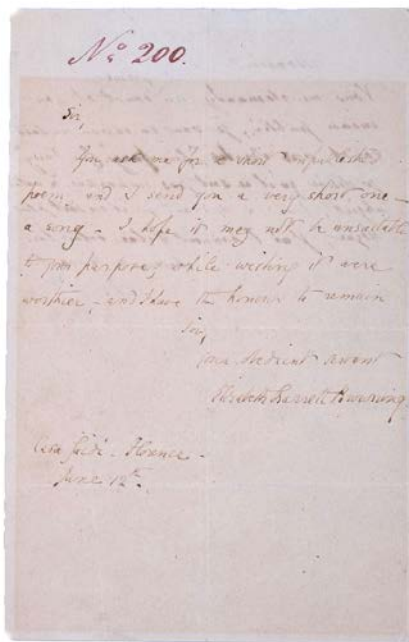 No. 200.
Sir,
You ask me for a short unpublished
poem, and I send you a very short one –
a song – I hope it may not be unsuitable
to your purposes while wishing it were
worthier – and I have the honour to remain
Sir,
Your obedient servant
Elizabeth Barrett Browning
Casa Guidi – Florence –
June 12th.